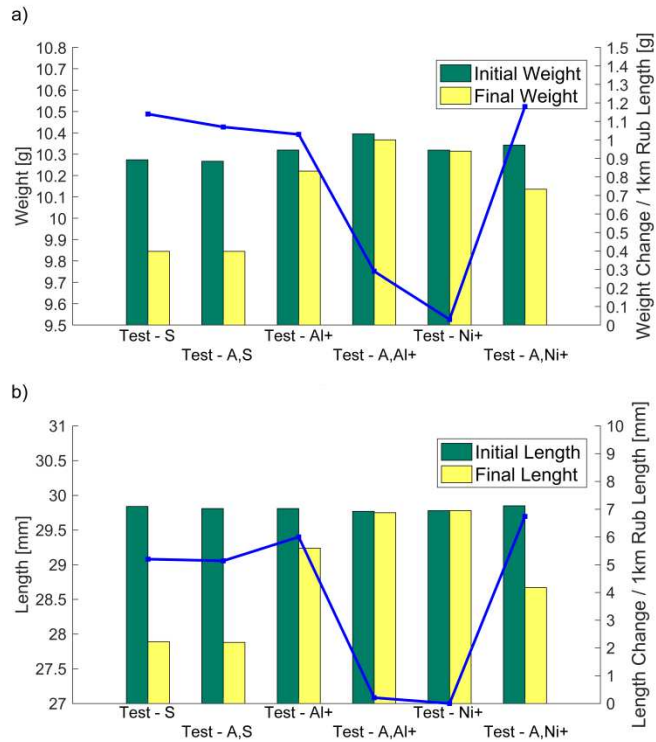 a)
10.8
10.7
10.6
10.5
10.4
10.3
10.2
10.1
10
9.9
9.8
9.7
9.6
9.5
Weight [g]
Initial Weight
Final Weight
1.5
1.4
1.3
1.2
1.1
1
0.9
0.8
0.7
0.6
0.5
0.4
0.3
0.2
0.1
0
Weight Change / 1km Rub Length [g]
Test - S
Test - A,S
Test - Al+
Test - A,Al+
Test - Ni+
Test - A,Ni+
b)
31
30.5
30
29.5
29
28.5
28
27.5
27
Length [mm]
Initial Length
Final Lenght
10
9
8
7
6
5
4
3
2
1
0
Length Change / 1km Rub Length [mm]
Test - S
Test - A,S
Test - Al+
Test - A,Al+
Test - Ni+
Test - A,Ni+